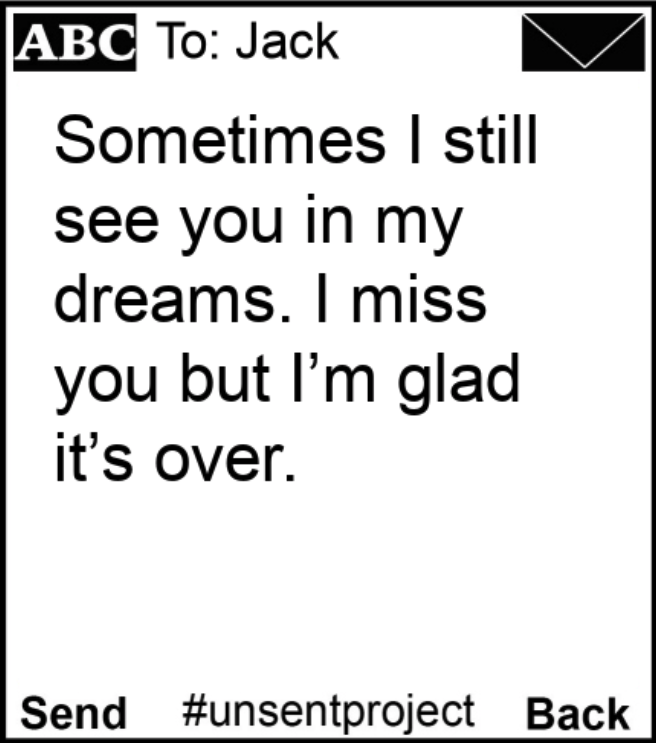 ABC To: Jack
Sometimes I still
see you in my
dreams. I miss
you but I’m glad
it’s over.
Send #unsentproject Back